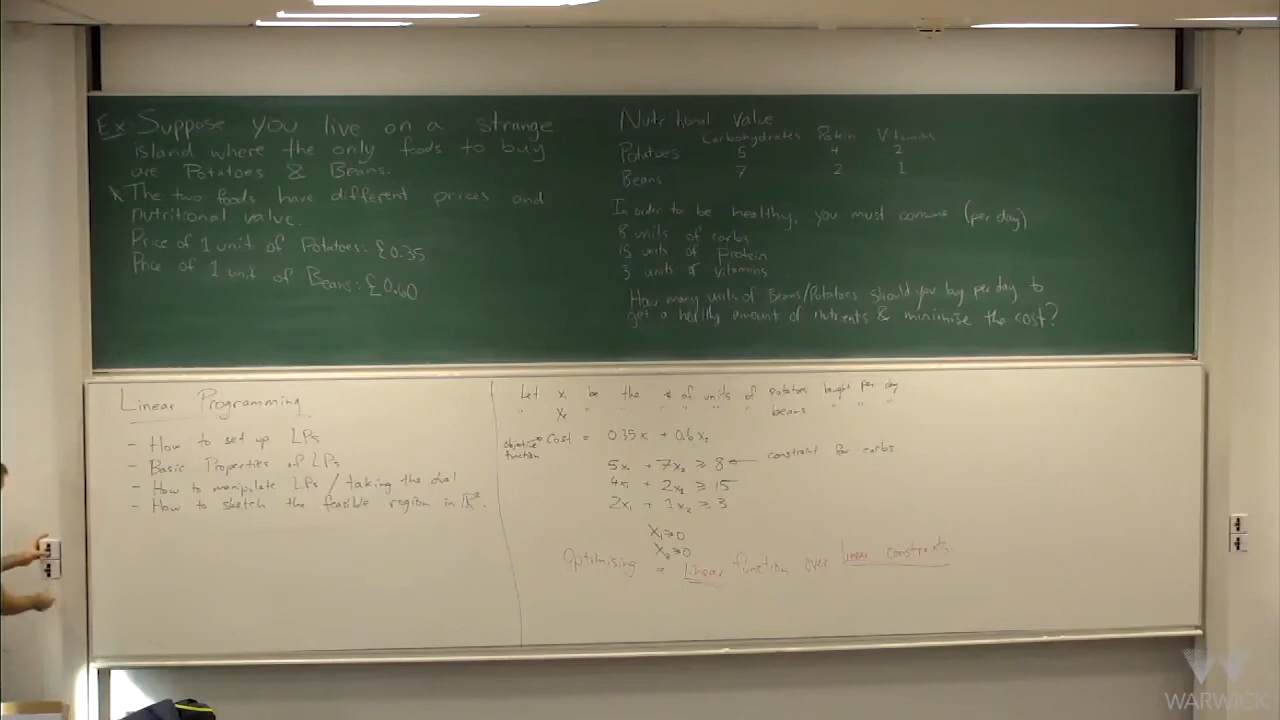 Ex Suppose you live on a strange
island where the only foods to buy
are Potatoes & Beans.
The two foods have different prices and
nutritional value.
Price of 1 unit of Potatoes: £0.35
Price of 1 unit of Beans: £0.60
Nutritional value
Carbohydrates Protein Vitamins
Potatoes 5 4 2
Beans 7 2 1
In order to be healthy, you must consume (per day)
8 units of carbs
15 units of Protein
3 units of vitamins
How many units of Beans/Potatoes should you buy per day to
get a healthy amount of nutrients & minimise the cost?
Linear Programming
- How to set up LPs
- Basic Properties of LPs
- How to manipulate LPs / taking the dual
- How to sketch the feasible region in ℝ².
Let x₁ be the # of units of potatoes bought per day
" x₂ " " " " " " beans " " "
objective function
Cost = 0.35x + 0.6x₂
5x₁ + 7x₂ ≥ 8 ← constraint for carbs
4x₁ + 2x₂ ≥ 15
2x₁ + 1x₂ ≥ 3
x₁ ≥ 0
x₂ ≥ 0
Optimising a linear function over linear constraints.
WARWICK